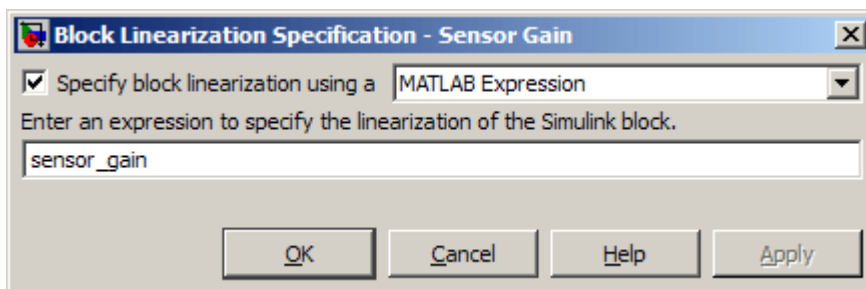 Block Linearization Specification - Sensor Gain
Specify block linearization using a MATLAB Expression
Enter an expression to specify the linearization of the Simulink block.
sensor_gain
OK Cancel Help Apply